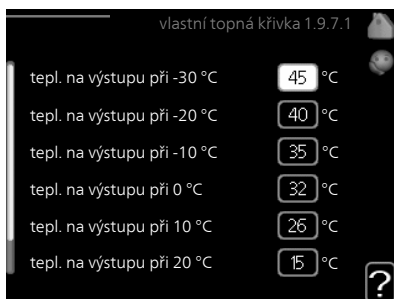 vlastní topná křivka 1.9.7.1
tepl. na výstupu při -30 °C 45 °C
tepl. na výstupu při -20 °C 40 °C
tepl. na výstupu při -10 °C 35 °C
tepl. na výstupu při 0 °C 32 °C
tepl. na výstupu při 10 °C 26 °C
tepl. na výstupu při 20 °C 15 °C
?